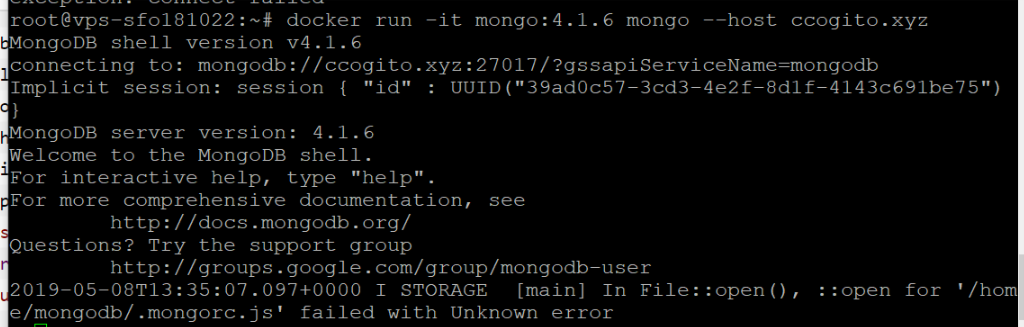 exception: connect failed
root@vps-sfo181022:~# docker run -it mongo:4.1.6 mongo --host ccogito.xyz
MongoDB shell version v4.1.6
connecting to: mongodb://ccogito.xyz:27017/?gssapiServiceName=mongodb
Implicit session: session { "id" : UUID("39ad0c57-3cd3-4e2f-8d1f-4143c691be75")
}
MongoDB server version: 4.1.6
Welcome to the MongoDB shell.
For interactive help, type "help".
For more comprehensive documentation, see
        http://docs.mongodb.org/
Questions? Try the support group
        http://groups.google.com/group/mongodb-user
2019-05-08T13:35:07.097+0000 I STORAGE  [main] In File::open(), ::open for '/hom
e/mongodb/.mongorc.js' failed with Unknown error